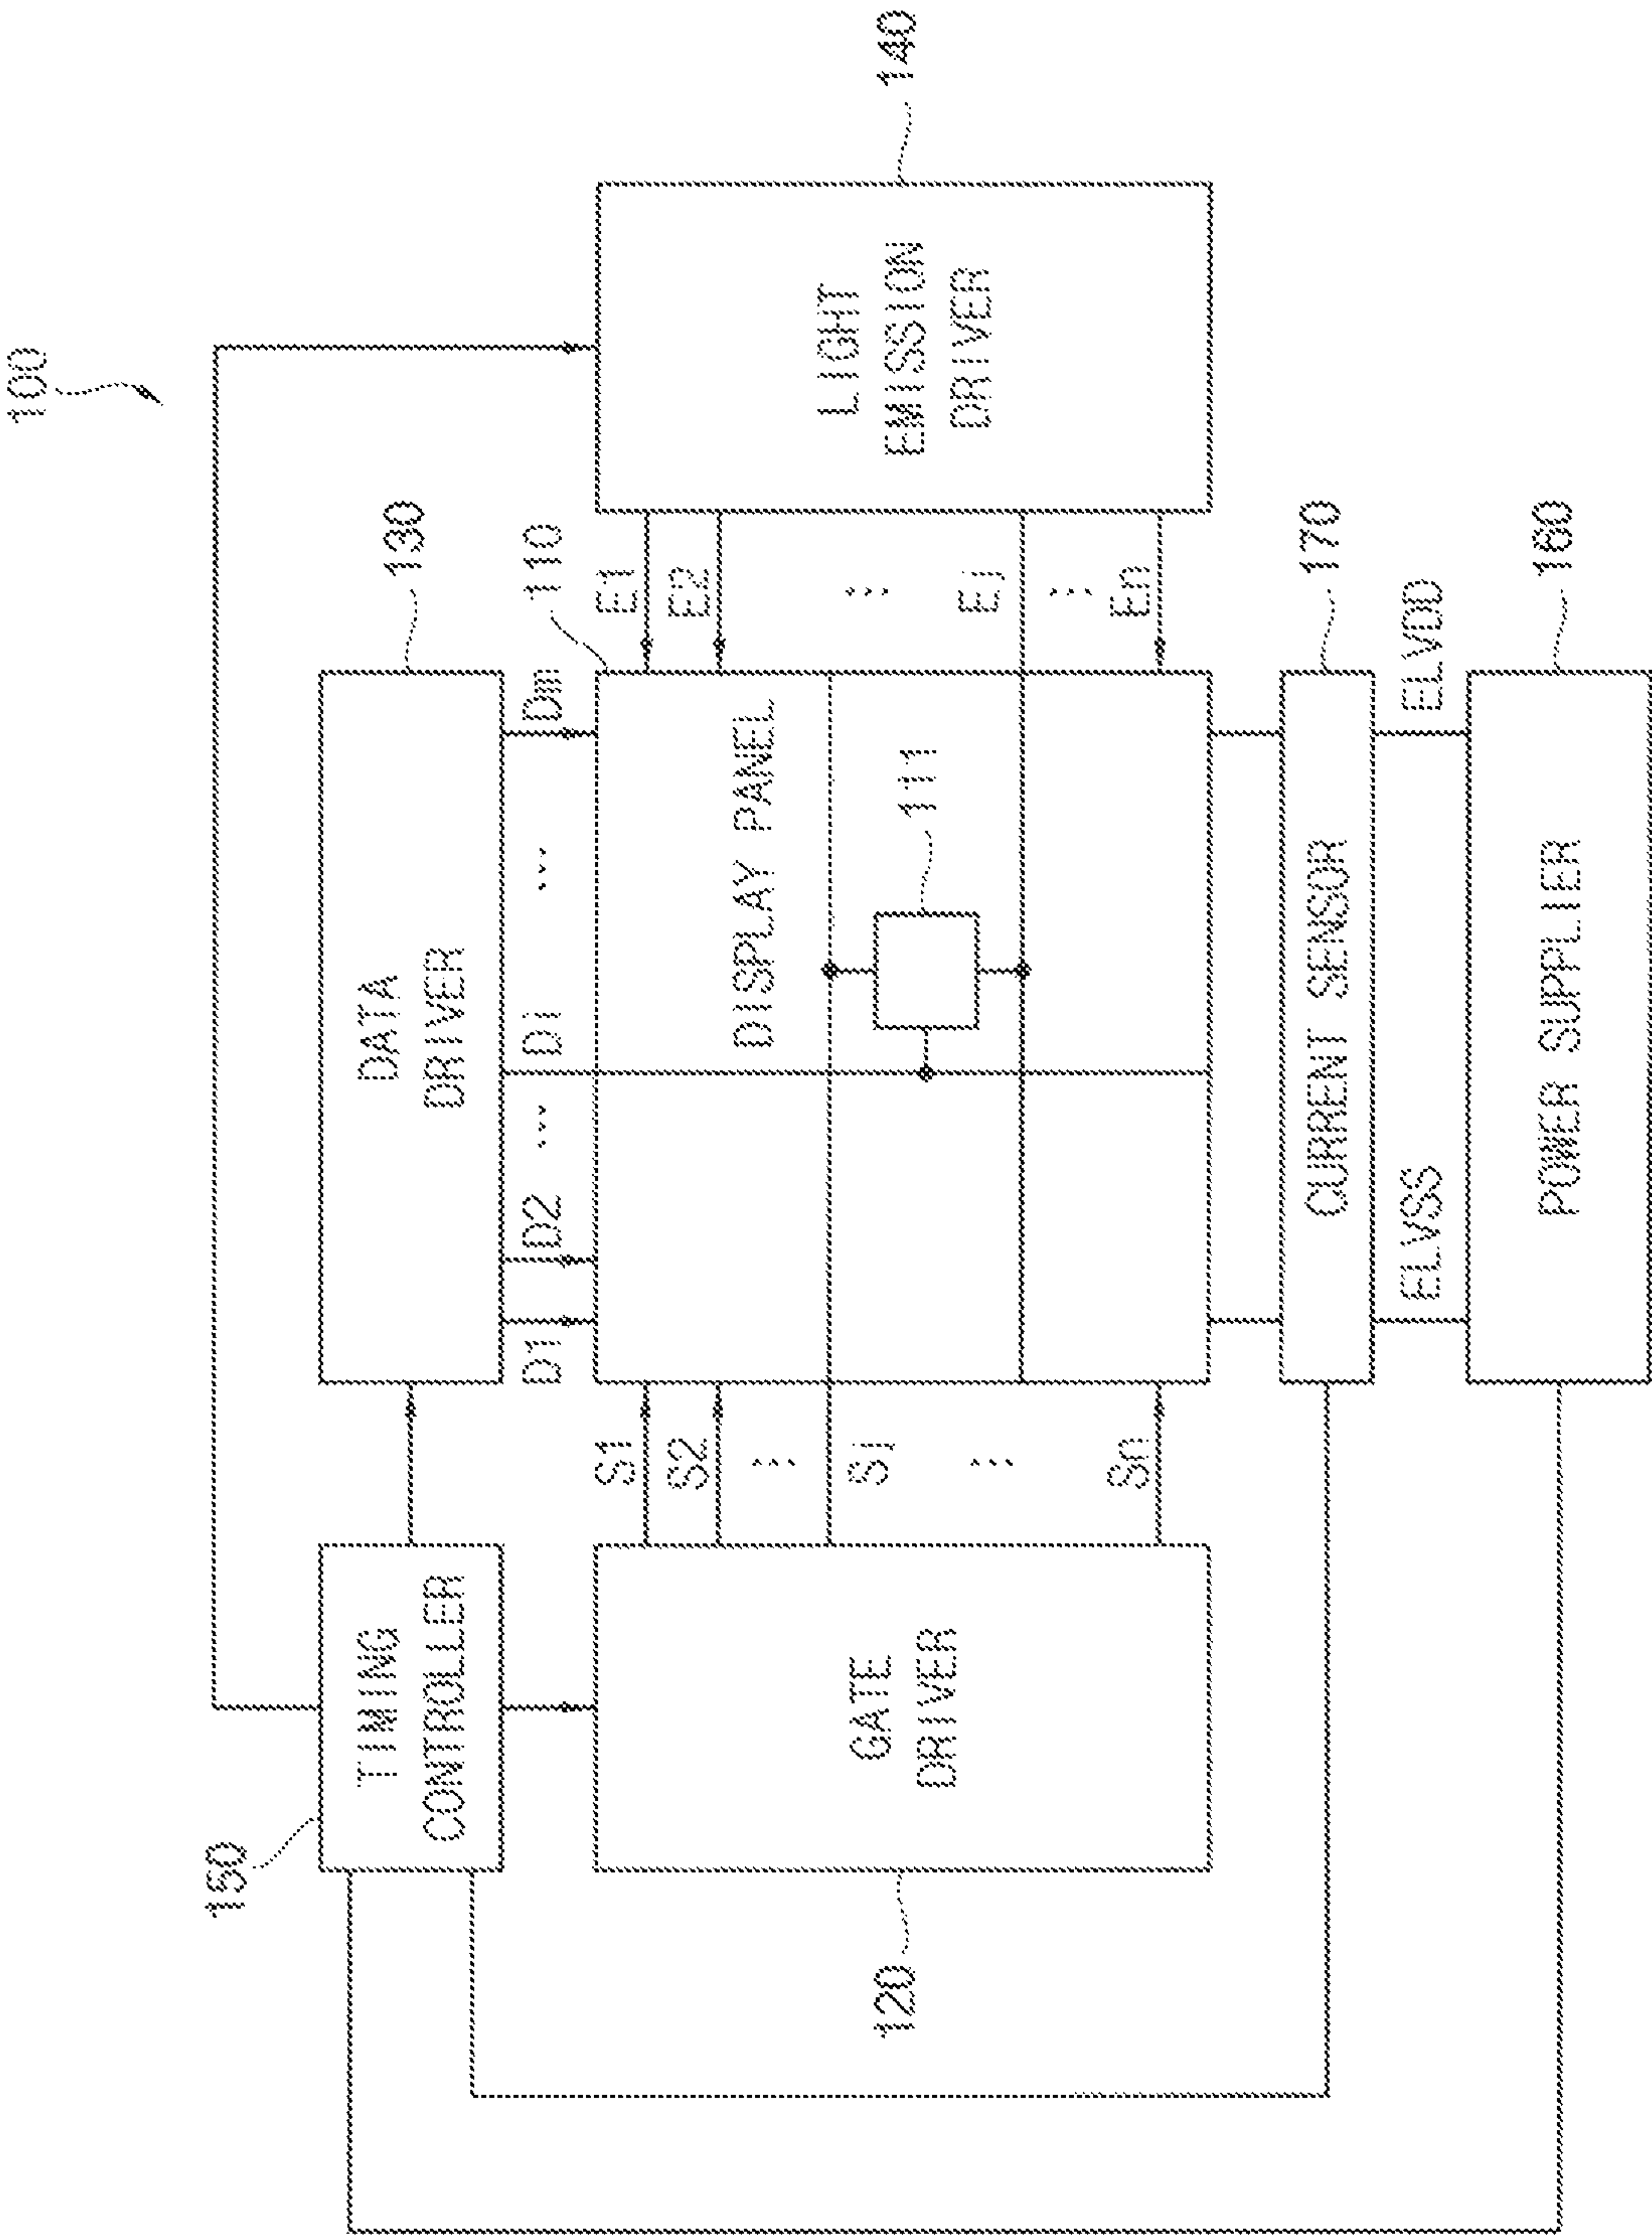 100
150
TIMING
CONTROLLER
DATA
DRIVER
130
D1
D2
...
Di
...
Dm
110
S1
S2
...
Sj
...
Sn
GATE
DRIVER
120
DISPLAY PANEL
111
E1
E2
...
Ej
...
En
LIGHT
EMISSION
DRIVER
140
CURRENT SENSOR
170
ELVSS
ELVDD
POWER SUPPLIER
160